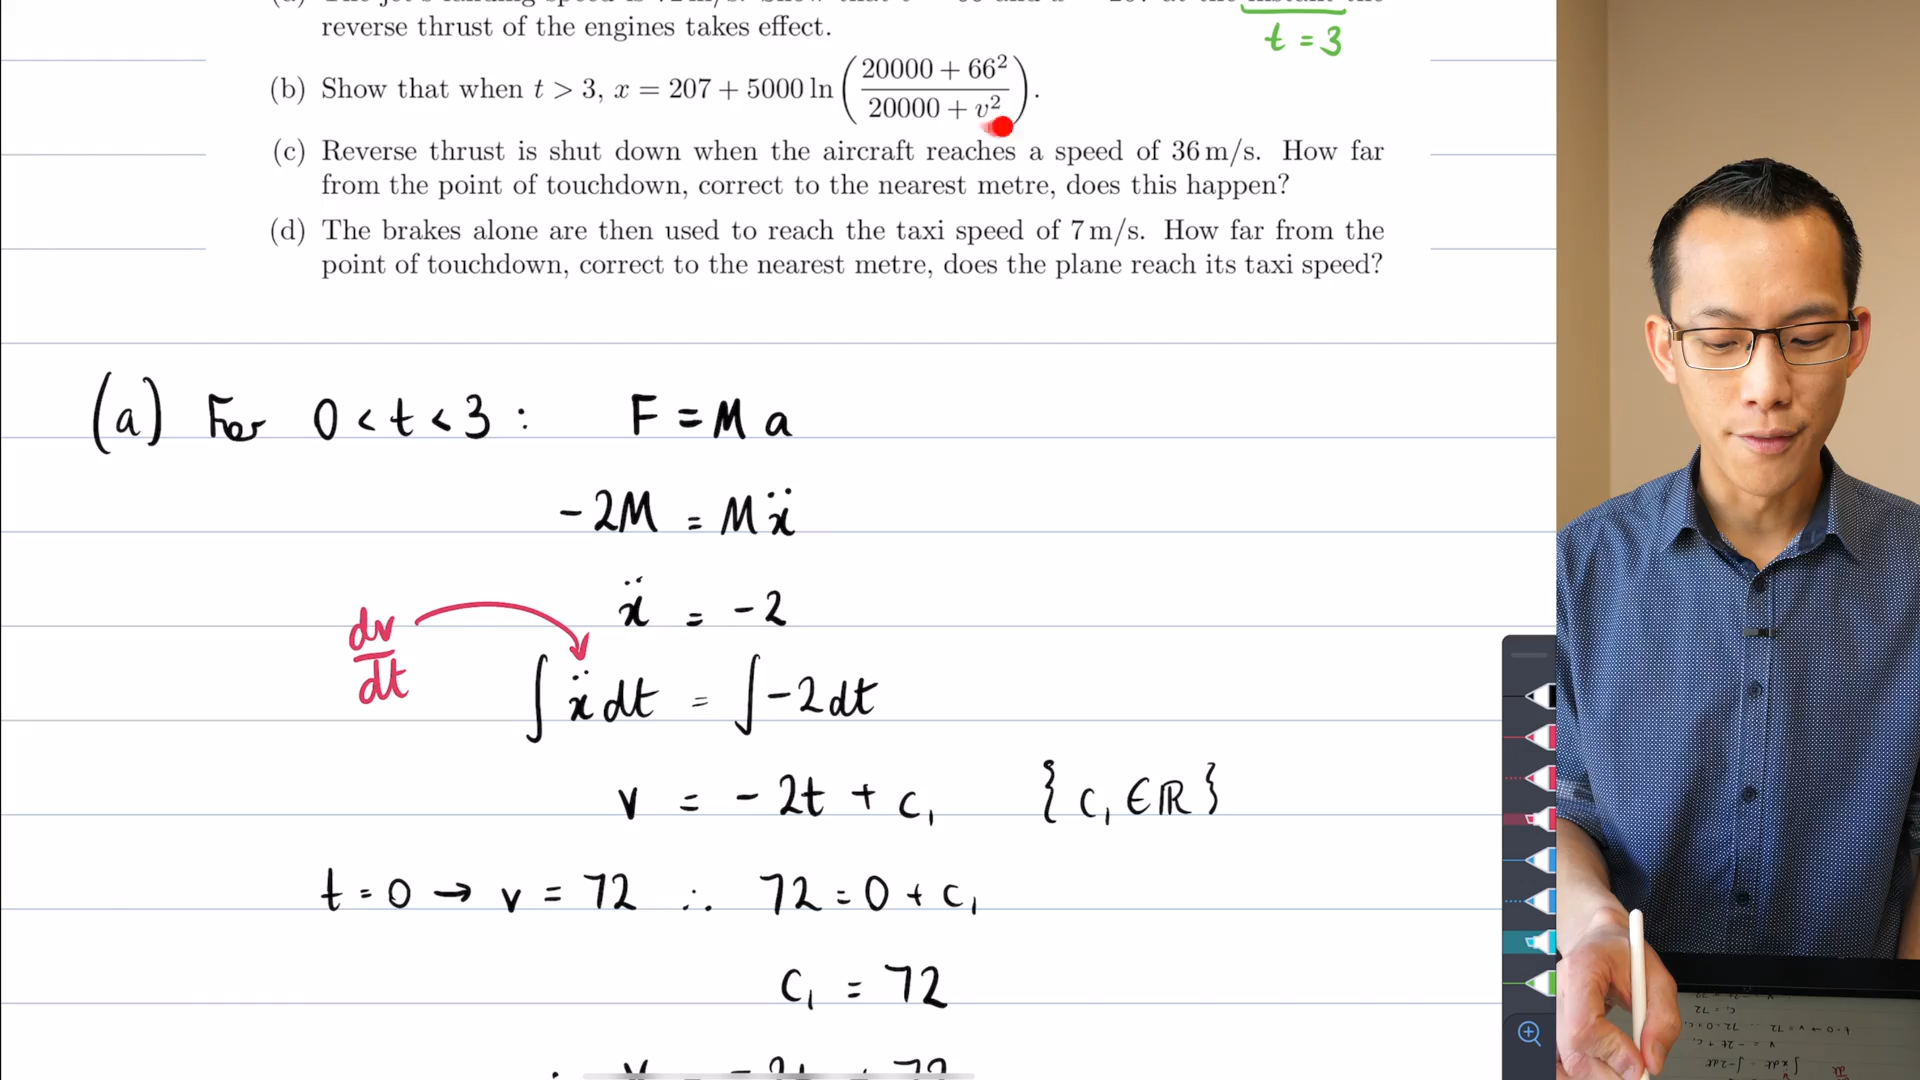 reverse thrust of the engines takes effect.
t = 3
(b) Show that when t > 3, x = 207 + 5000 ln ( 20000 + 66² / 20000 + v² ).
(c) Reverse thrust is shut down when the aircraft reaches a speed of 36 m/s. How far
from the point of touchdown, correct to the nearest metre, does this happen?
(d) The brakes alone are then used to reach the taxi speed of 7 m/s. How far from the
point of touchdown, correct to the nearest metre, does the plane reach its taxi speed?
(a) For 0 < t < 3 : F = M a
-2M = Mẍ
ẍ = -2
dv/dt
∫ ẍ dt = ∫ -2 dt
v = - 2t + c₁ { c₁ ∈ ℝ }
t = 0 → v = 72 ∴ 72 = 0 + c₁
c₁ = 72